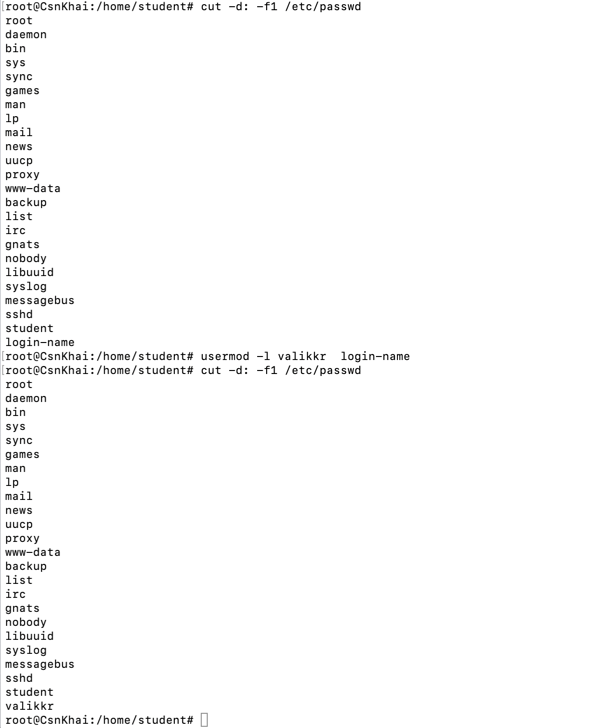 [root@CsnKhai:/home/student# cut -d: -f1 /etc/passwd
root
daemon
bin
sys
sync
games
man
lp
mail
news
uucp
proxy
www-data
backup
list
irc
gnats
nobody
libuuid
syslog
messagebus
sshd
student
login-name
[root@CsnKhai:/home/student# usermod -l valikkr  login-name
[root@CsnKhai:/home/student# cut -d: -f1 /etc/passwd
root
daemon
bin
sys
sync
games
man
lp
mail
news
uucp
proxy
www-data
backup
list
irc
gnats
nobody
libuuid
syslog
messagebus
sshd
student
valikkr
root@CsnKhai:/home/student#